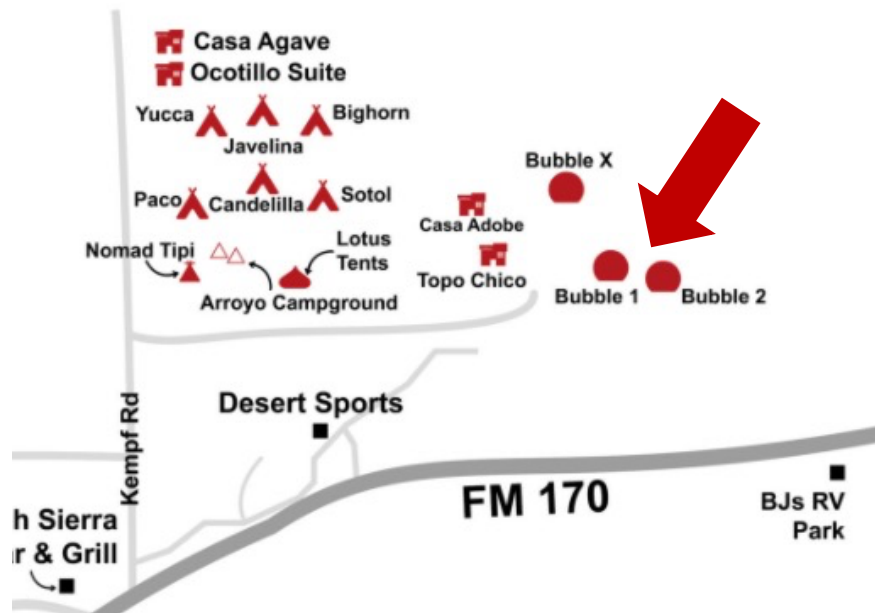 Casa Agave
Ocotillo Suite
Yucca
Bighorn
Javelina
Bubble X
Paco
Candelilla
Sotol
Casa Adobe
Nomad Tipi
Lotus
Tents
Topo Chico
Arroyo Campground
Bubble 1
Bubble 2
Kempf Rd
Desert Sports
FM 170
BJs RV
Park
h Sierra
r & Grill